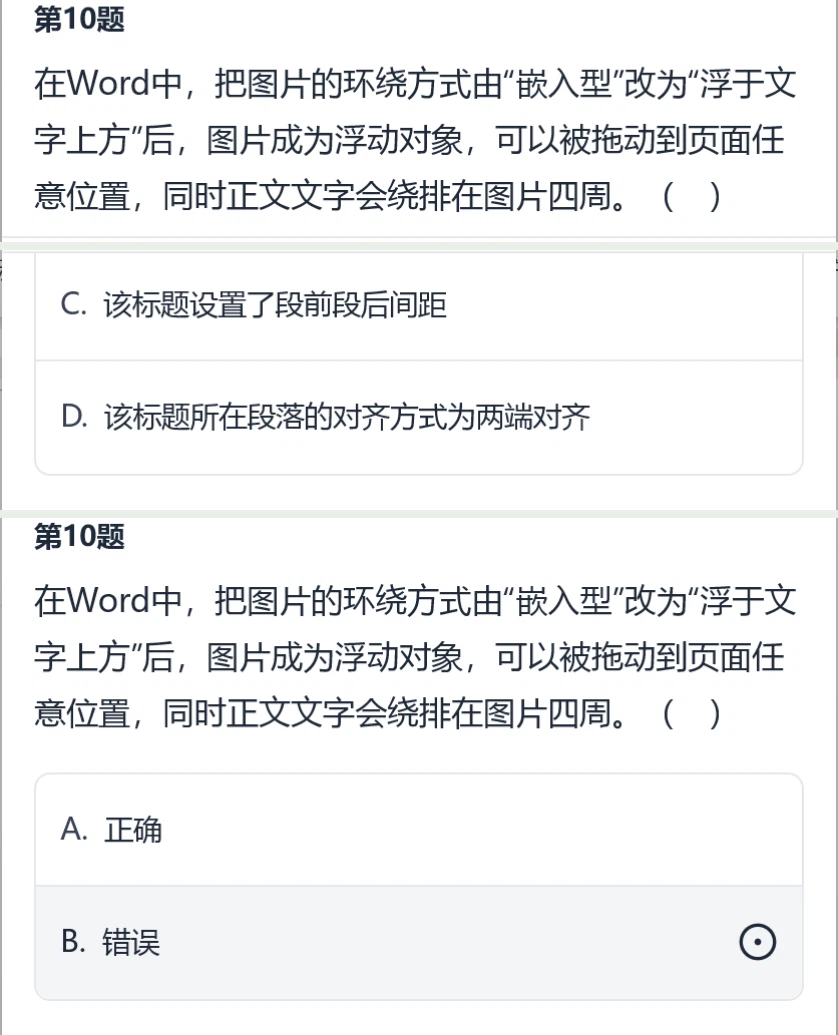 第10题
在Word中，把图片的环绕方式由“嵌入型”改为“浮于文
字上方”后，图片成为浮动对象，可以被拖动到页面任
意位置，同时正文文字会绕排在图片四周。（　）
C. 该标题设置了段前段后间距
D. 该标题所在段落的对齐方式为两端对齐
第10题
在Word中，把图片的环绕方式由“嵌入型”改为“浮于文
字上方”后，图片成为浮动对象，可以被拖动到页面任
意位置，同时正文文字会绕排在图片四周。（　）
A. 正确
B. 错误